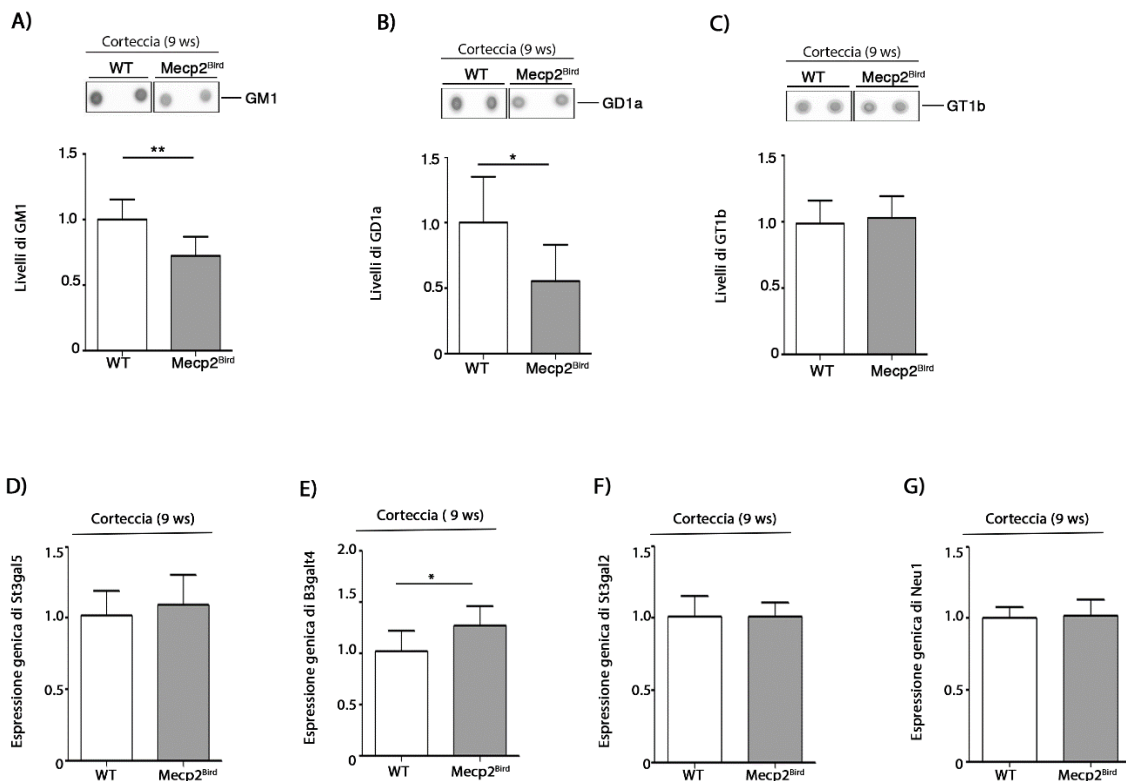 A)
Corteccia (9 ws)
WT Mecp2Bird
GM1
**
Livelli di GM1
1.5
1.0
0.5
0
WT Mecp2Bird
B)
Corteccia (9 ws)
WT Mecp2Bird
GD1a
*
Livelli di GD1a
1.5
1.0
0.5
0
WT Mecp2Bird
C)
Corteccia (9 ws)
WT Mecp2Bird
GT1b
Livelli di GT1b
1.5
1.0
0.5
0
WT Mecp2Bird
D)
Corteccia (9 ws)
Espressione genica di St3gal5
1.5
1.0
0.5
0
WT Mecp2Bird
E)
Corteccia ( 9 ws)
*
Espressione genica di B3galt4
2.0
1.5
1.0
0.5
0
WT Mecp2Bird
F)
Corteccia (9 ws)
Espressione genica di St3gal2
1.5
1.0
0.5
0
WT Mecp2Bird
G)
Corteccia (9 ws)
Espressione genica di Neu1
1.5
1.0
0.5
0
WT Mecp2Bird